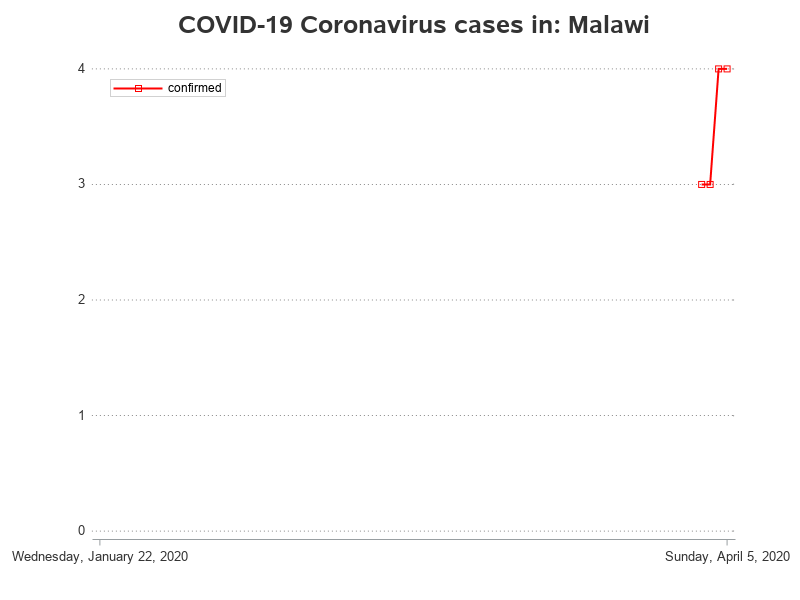 COVID-19 Coronavirus cases in: Malawi
4
confirmed
3
2
1
0
Wednesday, January 22, 2020
Sunday, April 5, 2020